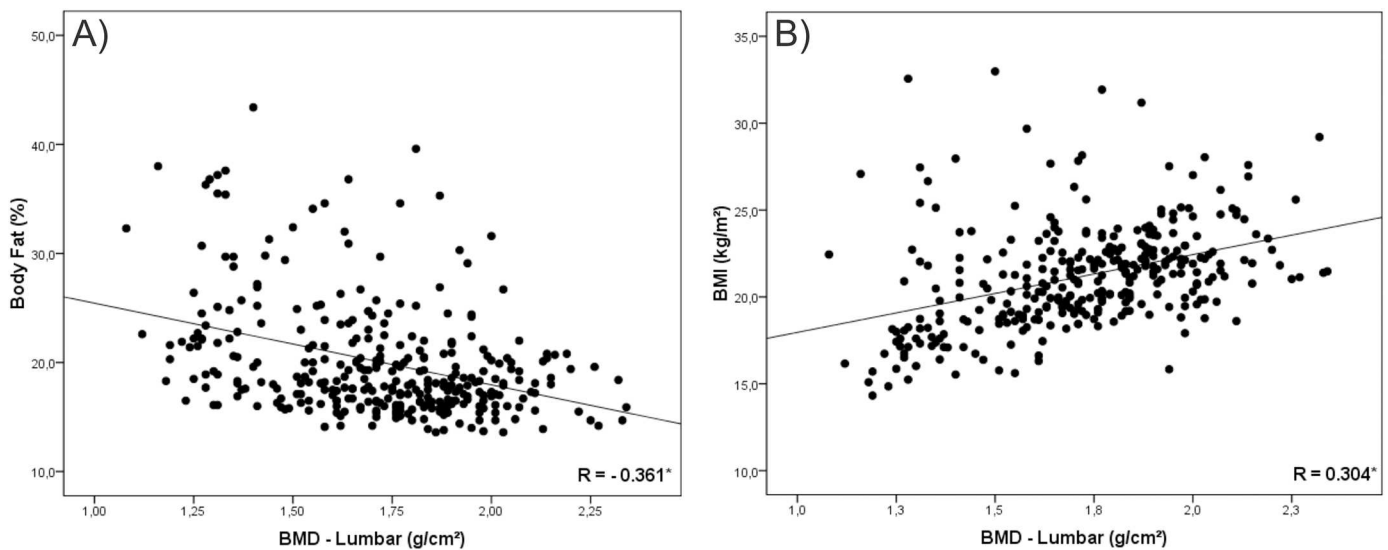 A)
50,0
40,0
30,0
20,0
10,0
Body Fat (%)
R = - 0.361*
1,00 1,25 1,50 1,75 2,00 2,25
BMD - Lumbar (g/cm²)
B)
35,0
30,0
25,0
20,0
15,0
10,0
BMI (kg/m²)
R = 0.304*
1,0 1,3 1,5 1,8 2,0 2,3
BMD - Lumbar (g/cm²)